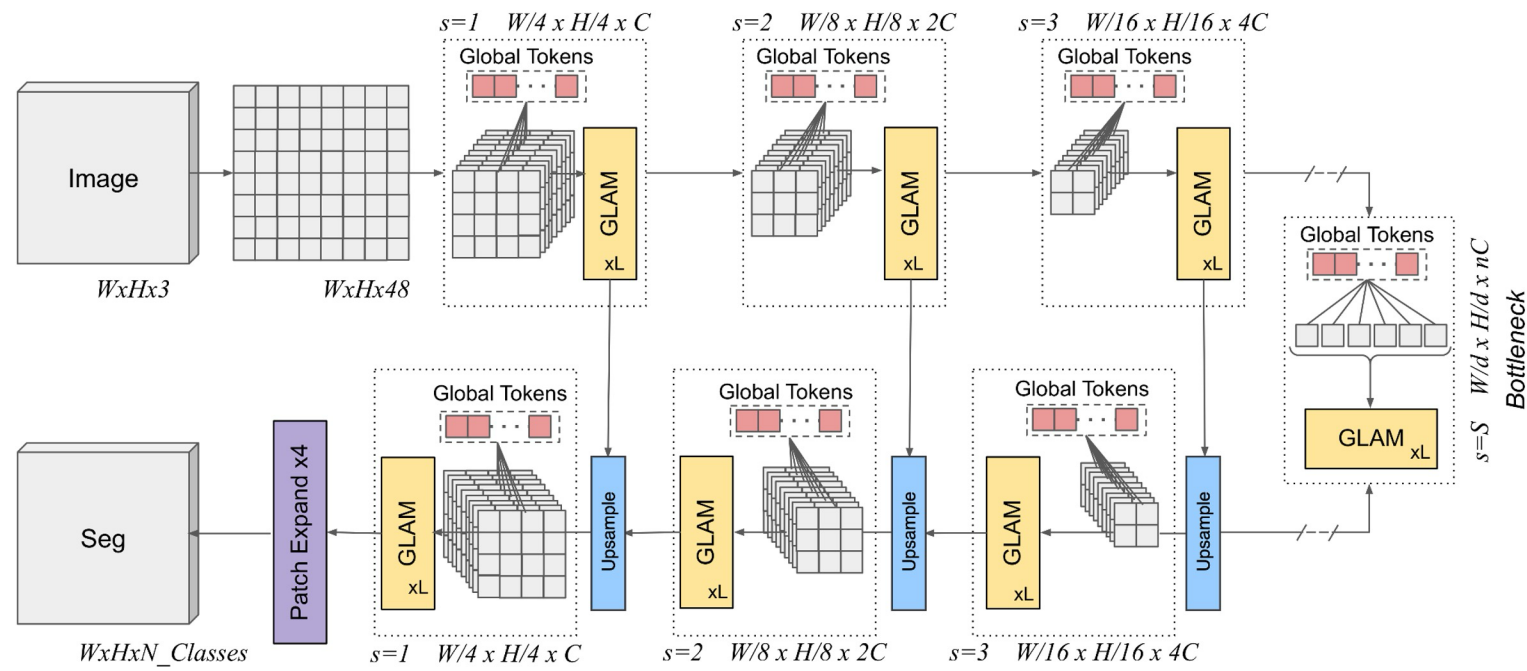 s=1 W/4 x H/4 x C
s=2 W/8 x H/8 x 2C
s=3 W/16 x H/16 x 4C
Global Tokens
Global Tokens
Global Tokens
Image
GLAM
xL
GLAM
xL
GLAM
xL
WxHx3
WxHx48
Global Tokens
GLAM
xL
s=S W/d x H/d x nC
Bottleneck
Global Tokens
Global Tokens
Global Tokens
Seg
Patch Expand x4
GLAM
xL
Upsample
GLAM
xL
Upsample
GLAM
xL
Upsample
WxHxN_Classes
s=1 W/4 x H/4 x C
s=2 W/8 x H/8 x 2C
s=3 W/16 x H/16 x 4C